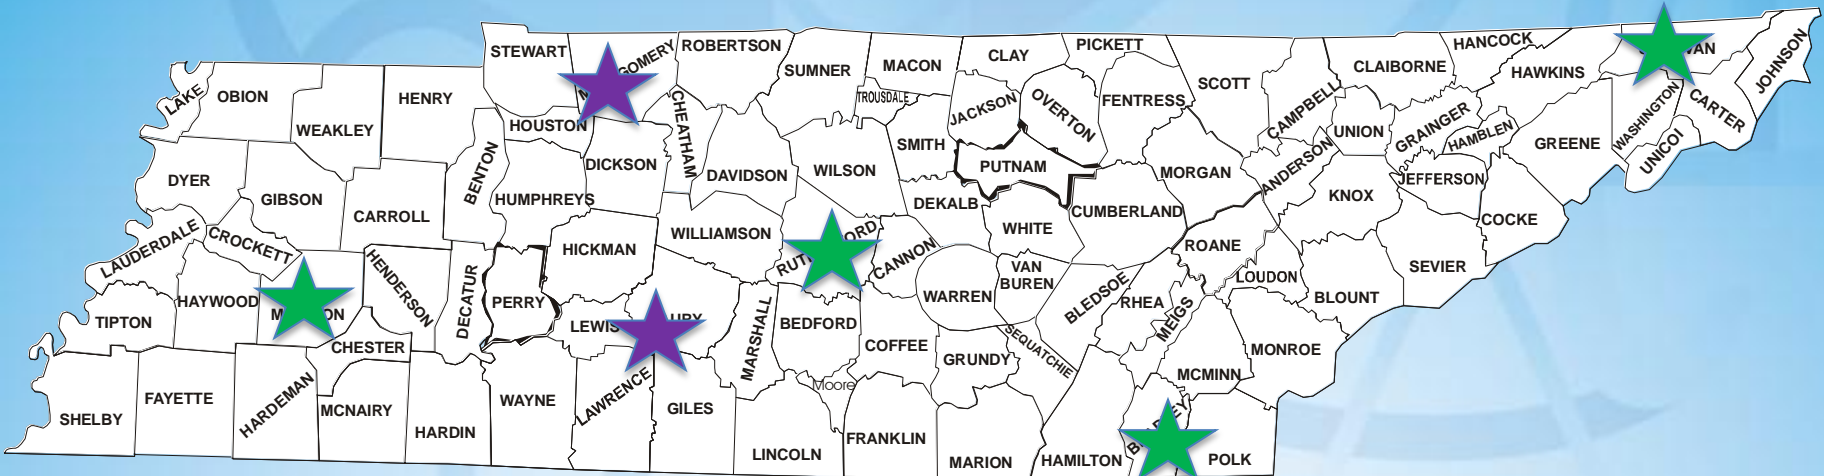 STEWART
ROBERTSON
SUMNER
MACON
CLAY
PICKETT
SCOTT
CLAIBORNE
HANCOCK
HAWKINS
JOHNSON
LAKE
OBION
WEAKLEY
HENRY
HOUSTON
CHEATHAM
TROUSDALE
JACKSON
OVERTON
FENTRESS
CAMPBELL
UNION
GRAINGER
HAMBLEN
GREENE
WASHINGTON
CARTER
UNICOI
DYER
GIBSON
CARROLL
BENTON
HUMPHREYS
DICKSON
DAVIDSON
WILSON
SMITH
PUTNAM
DEKALB
WHITE
CUMBERLAND
MORGAN
ANDERSON
KNOX
JEFFERSON
COCKE
LAUDERDALE
CROCKETT
HAYWOOD
HENDERSON
DECATUR
PERRY
HICKMAN
WILLIAMSON
CANNON
WARREN
VAN
BUREN
BLEDSOE
RHEA
MEIGS
ROANE
LOUDON
BLOUNT
SEVIER
TIPTON
CHESTER
LEWIS
MARSHALL
BEDFORD
COFFEE
GRUNDY
SEQUATCHIE
MCMINN
MONROE
SHELBY
FAYETTE
HARDEMAN
MCNAIRY
HARDIN
WAYNE
LAWRENCE
GILES
LINCOLN
Moore
FRANKLIN
MARION
HAMILTON
POLK